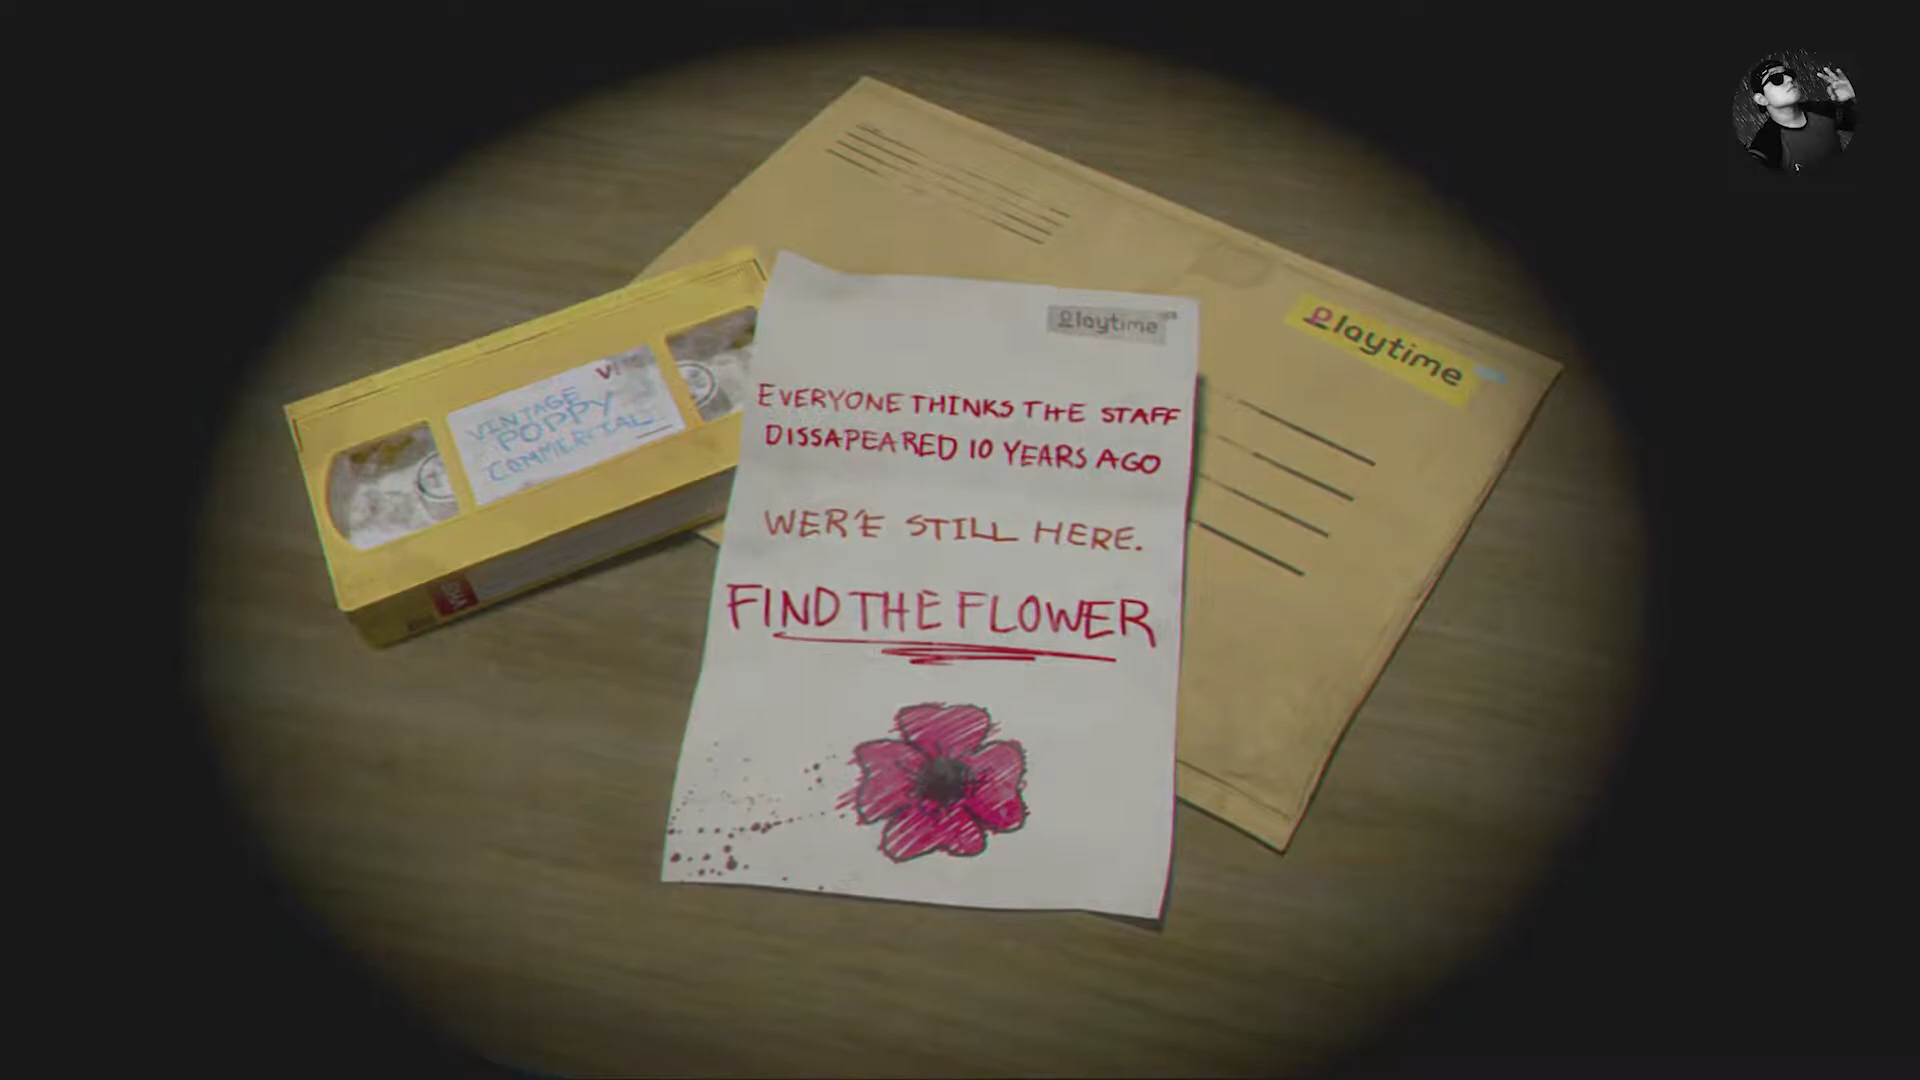 VINTAGE
POPPY
COMMERCIAL
VHS
Playtime
Playtime
EVERYONE THINKS THE STAFF
DISSAPEARED 10 YEARS AGO
WER'E STILL HERE.
FIND THE FLOWER